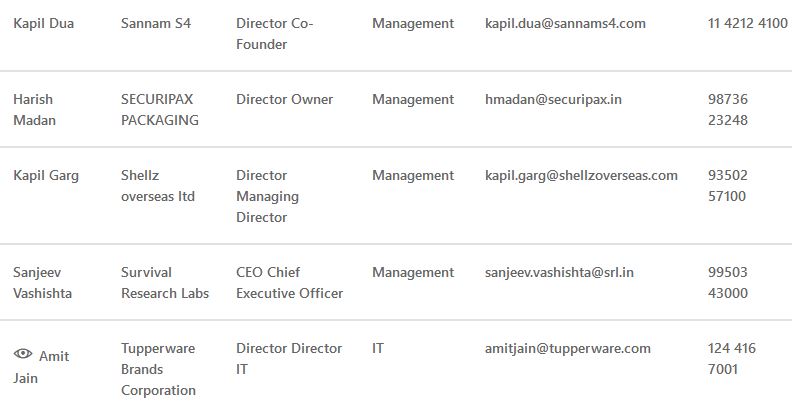 Kapil Dua Sannam S4 Director Co- Management kapil.dua@sannams4.com 11 4212 4100
Founder
Harish SECURIPAX Director Owner Management hmadan@securipax.in 98736
Madan PACKAGING 23248
Kapil Garg Shellz Director Management kapil.garg@shellzoverseas.com 93502
overseas ltd Managing 57100
Director
Sanjeev Survival CEO Chief Management sanjeev.vashishta@srl.in 99503
Vashishta Research Labs Executive Officer 43000
Amit Tupperware Director Director IT amitjain@tupperware.com 124 416
Jain Brands IT 7001
Corporation